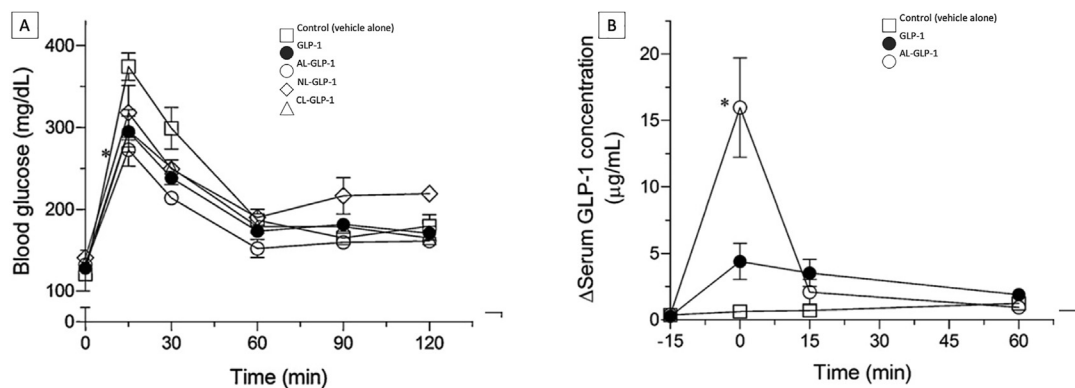 A
Control (vehicle alone)
GLP-1
AL-GLP-1
NL-GLP-1
CL-GLP-1
Blood glucose (mg/dL)
400
300
200
100
0
*
0 30 60 90 120
Time (min)
B
Control (vehicle alone)
GLP-1
AL-GLP-1
ΔSerum GLP-1 concentration
(μg/mL)
20
15
10
5
0
*
-15 0 15 30 45 60
Time (min)